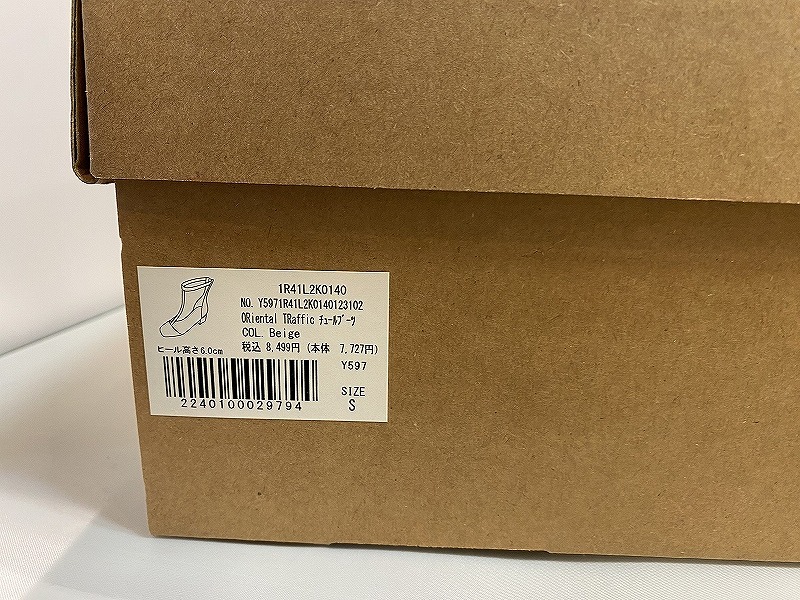 1R41L2K0140
NO. Y5971R41L2K0140123102
ORiental TRaffic ﾁｭｰﾙﾌﾞｰﾂ
COL. Beige
ヒール高さ6.0cm
税込 8,499円 (本体 7,727円)
Y597
SIZE
S
2240100029794